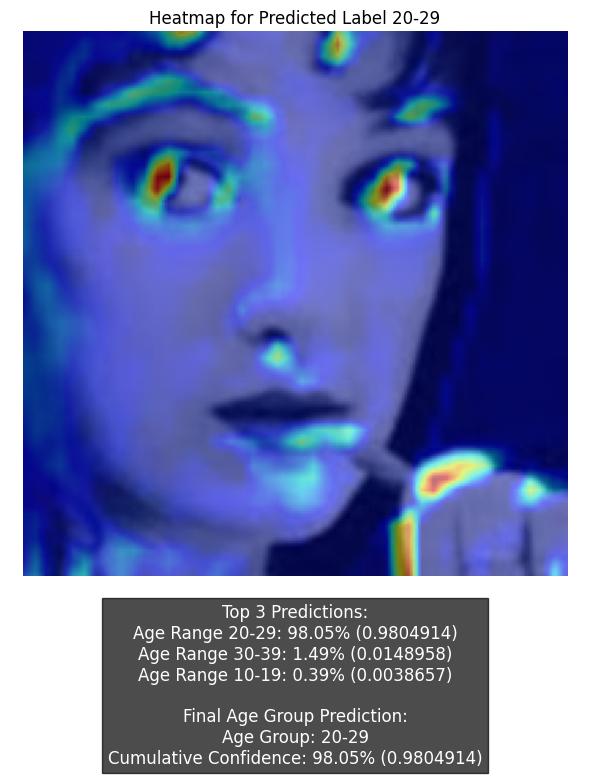 Heatmap for Predicted Label 20-29
Top 3 Predictions:
Age Range 20-29: 98.05% (0.9804914)
Age Range 30-39: 1.49% (0.0148958)
Age Range 10-19: 0.39% (0.0038657)
Final Age Group Prediction:
Age Group: 20-29
Cumulative Confidence: 98.05% (0.9804914)